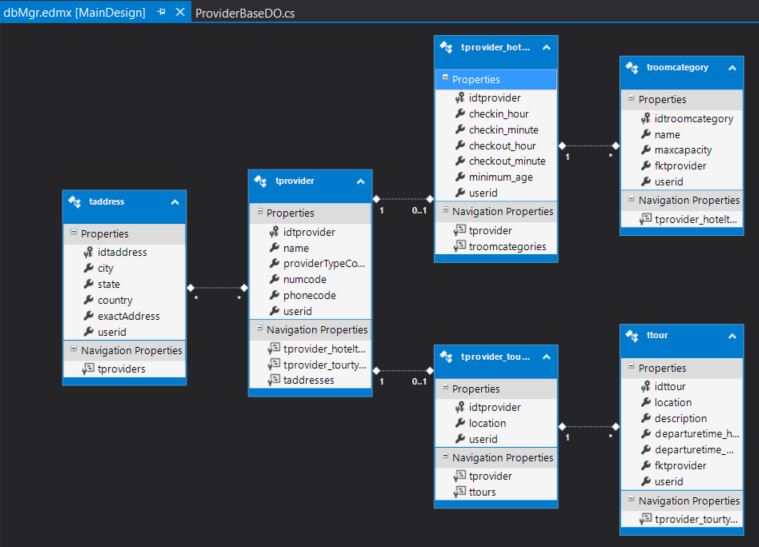 dbMgr.edmx [MainDesign]
ProviderBaseDO.cs
taddress
Properties
idtaddress
city
state
country
exactAddress
userid
Navigation Properties
tproviders
*
*
tprovider
Properties
idtprovider
name
providerTypeCo...
numcode
phonecode
userid
Navigation Properties
tprovider_hotelt...
tprovider_tourty...
taddresses
1
0..1
1
0..1
tprovider_hot...
Properties
idtprovider
checkin_hour
checkin_minute
checkout_hour
checkout_minute
minimum_age
userid
Navigation Properties
tprovider
troomcategories
1
*
troomcategory
Properties
idtroomcategory
name
maxcapacity
fktprovider
userid
Navigation Properties
tprovider_hotelt...
tprovider_tou...
Properties
idtprovider
location
userid
Navigation Properties
tprovider
ttours
1
*
ttour
Properties
idttour
location
description
departuretime_h...
departuretime_...
fktprovider
userid
Navigation Properties
tprovider_tourty...